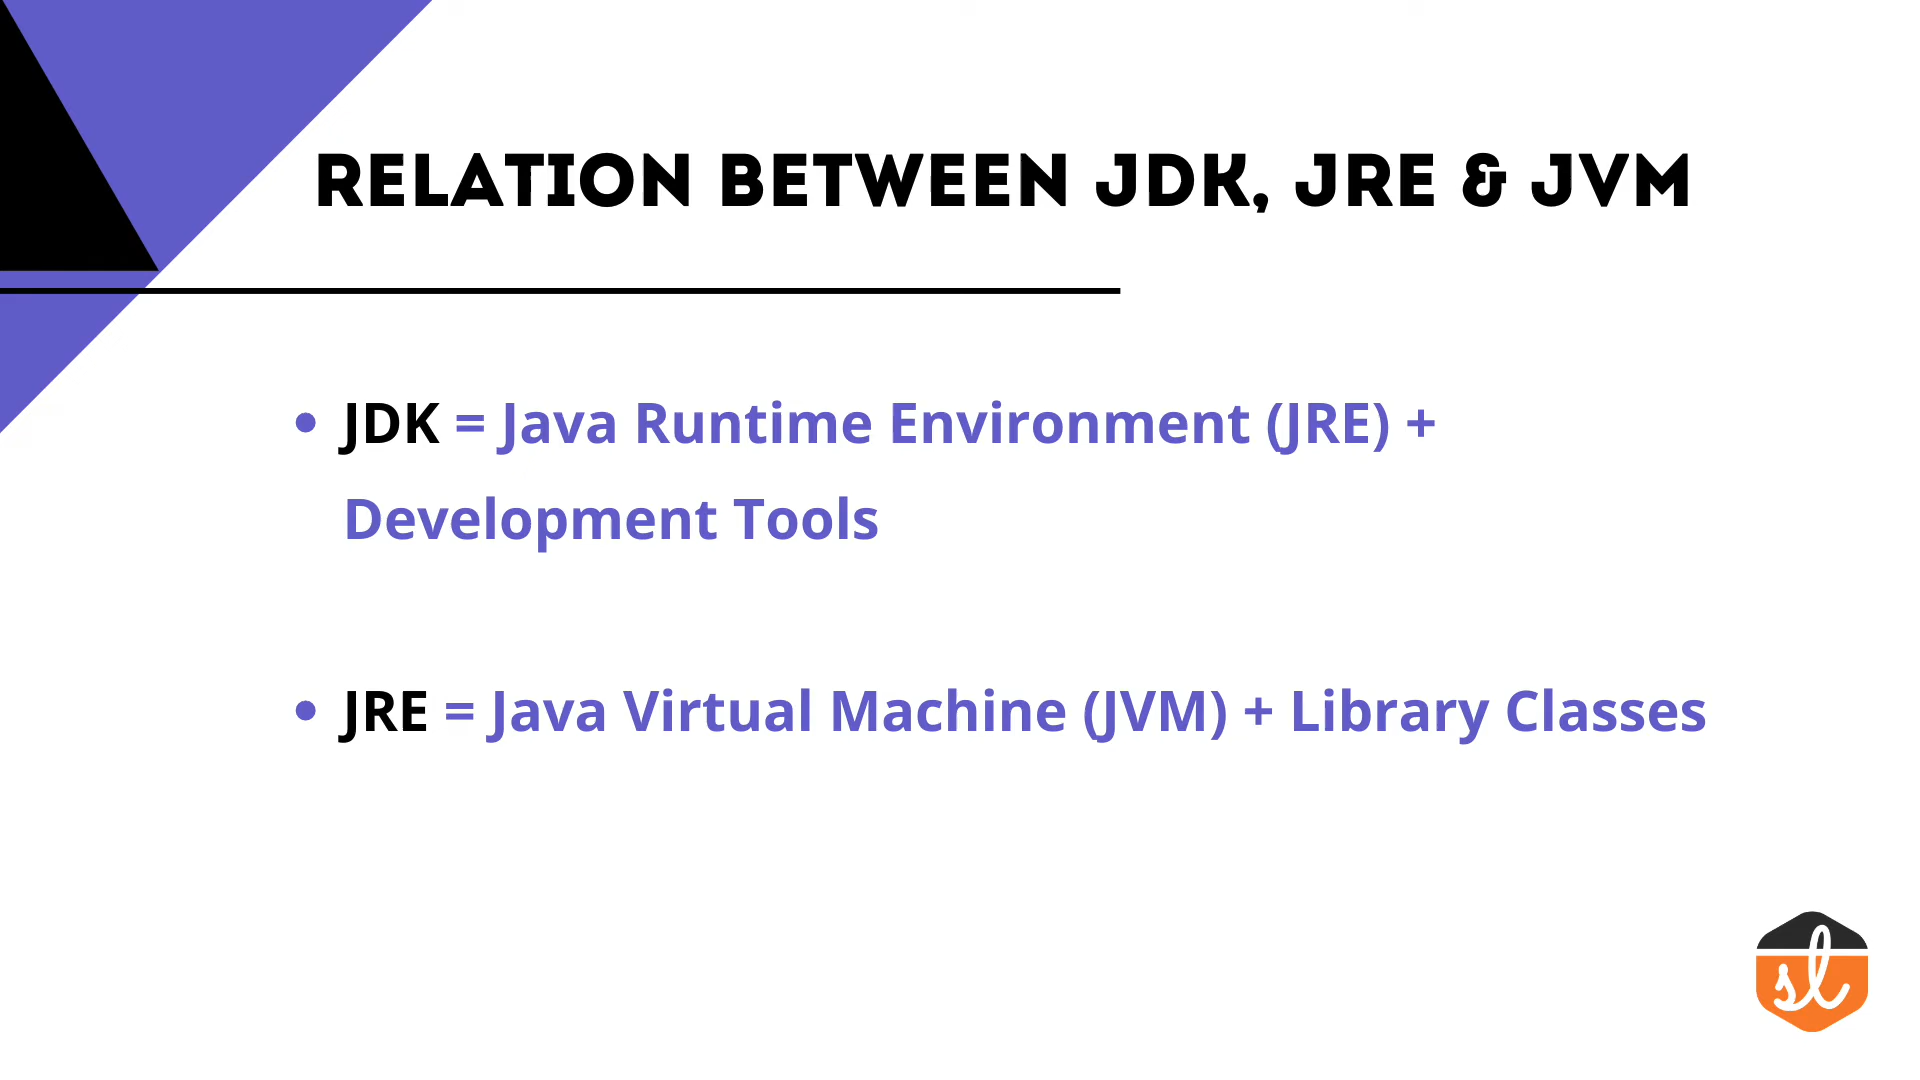 RELATION BETWEEN JDK, JRE & JVM
JDK = Java Runtime Environment (JRE) +
Development Tools
JRE = Java Virtual Machine (JVM) + Library Classes
sl